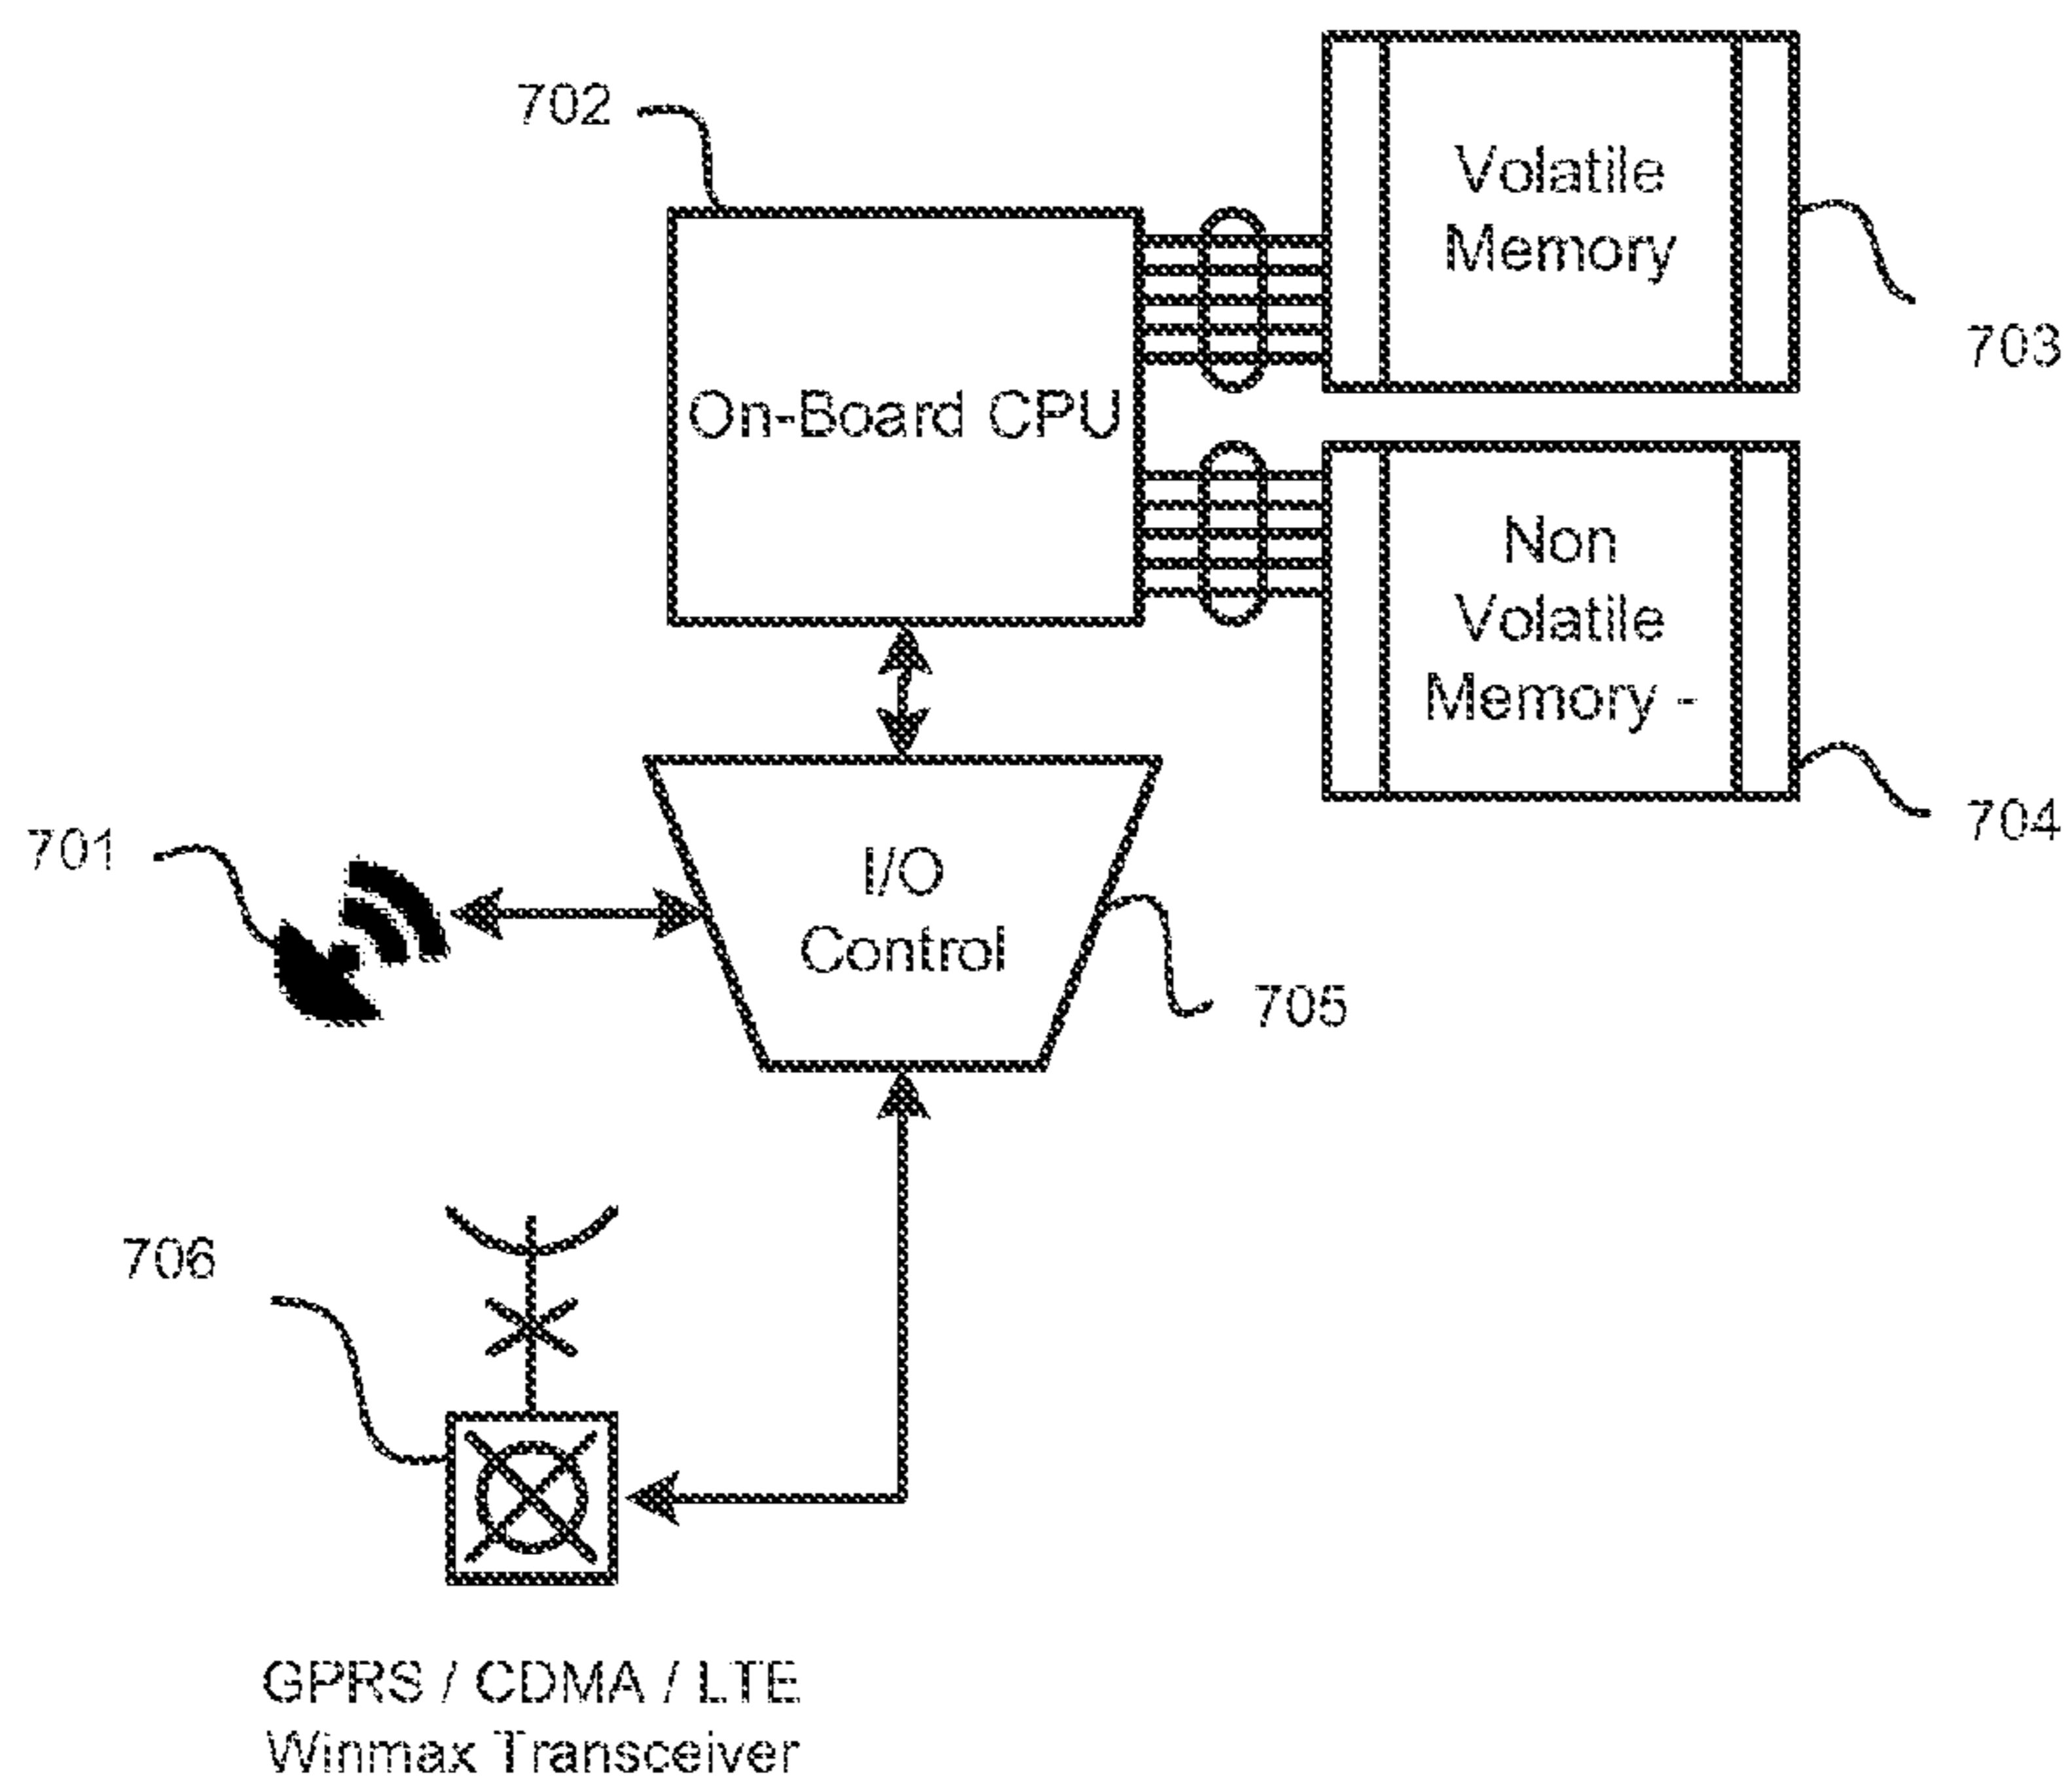 702
Volatile
Memory
703
On-Board CPU
Non
Volatile
Memory -
704
701
I/O
Control
705
706
GPRS / CDMA / LTE
Winmax Transceiver